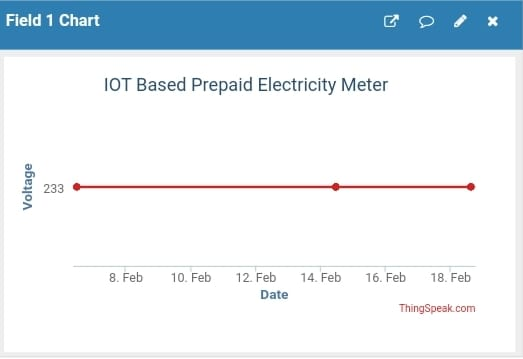 Field 1 Chart
IOT Based Prepaid Electricity Meter
Voltage
233
8. Feb 10. Feb 12. Feb 14. Feb 16. Feb 18. Feb
Date
ThingSpeak.com